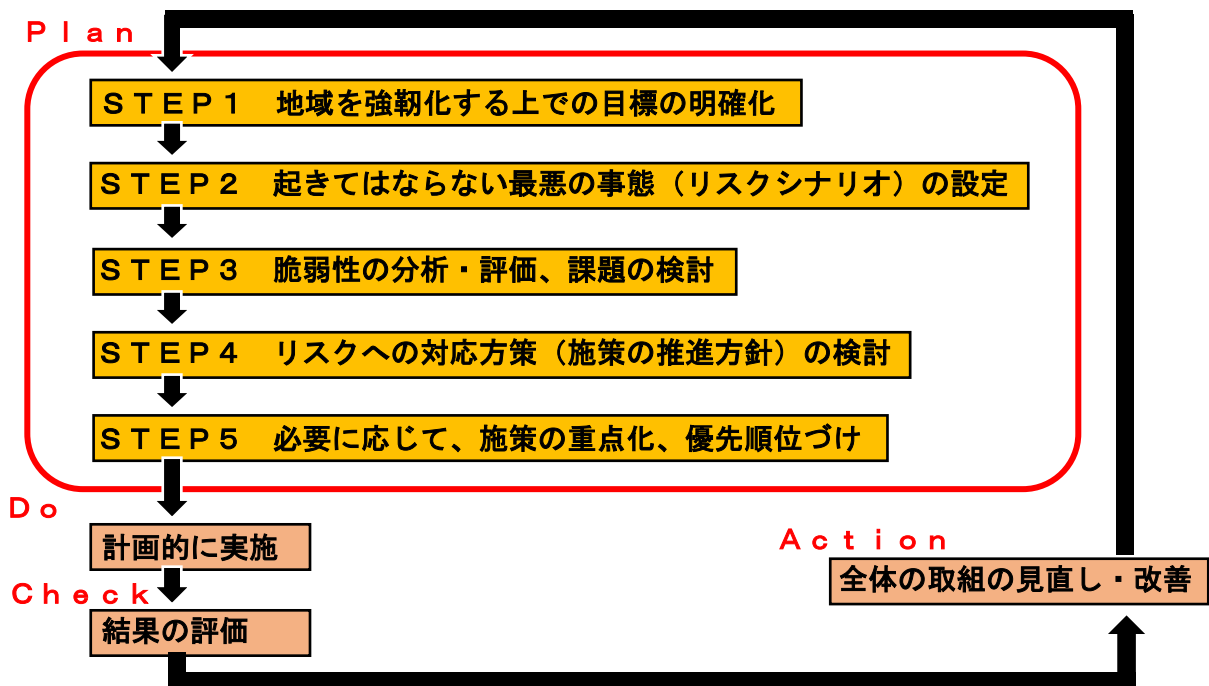 Ｐｌａｎ
ＳＴＥＰ１　地域を強靭化する上での目標の明確化
ＳＴＥＰ２　起きてはならない最悪の事態（リスクシナリオ）の設定
ＳＴＥＰ３　脆弱性の分析・評価、課題の検討
ＳＴＥＰ４　リスクへの対応方策（施策の推進方針）の検討
ＳＴＥＰ５　必要に応じて、施策の重点化、優先順位づけ
Ｄｏ
計画的に実施
Ｃｈｅｃｋ
結果の評価
Ａｃｔｉｏｎ
全体の取組の見直し・改善